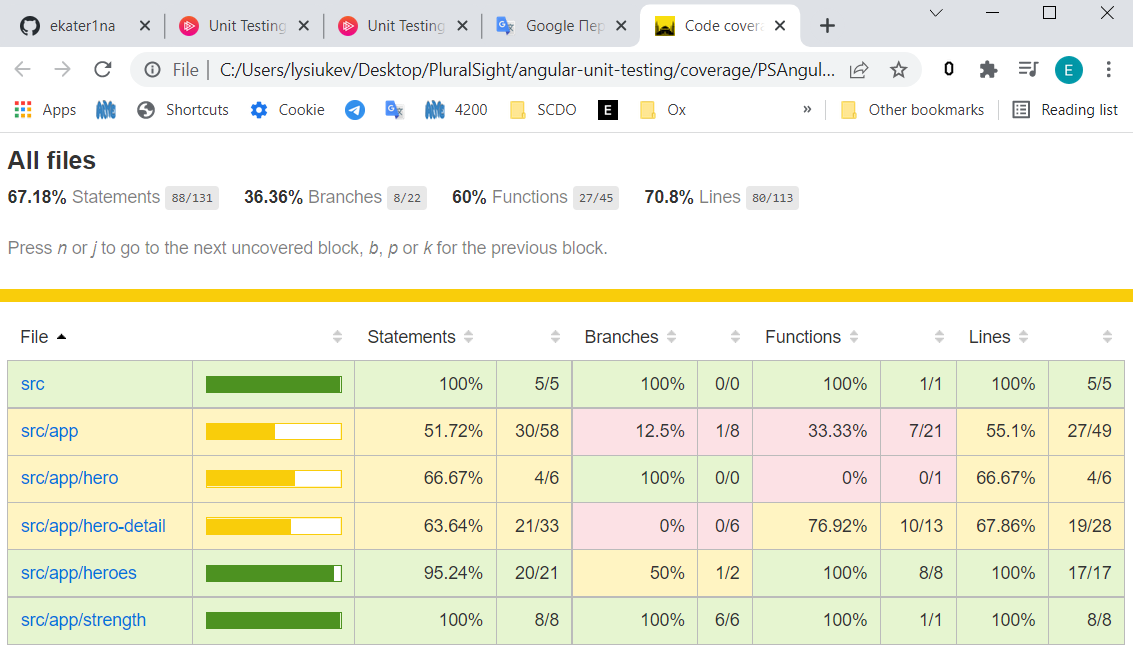 ekater1na Unit Testing Unit Testing Google Пер Code cover
File C:/Users/lysiukev/Desktop/PluralSight/angular-unit-testing/coverage/PSAngul... 0 E
Apps Shortcuts Cookie 4200 SCDO E Ox » Other bookmarks Reading list
All files
67.18% Statements 88/131 36.36% Branches 8/22 60% Functions 27/45 70.8% Lines 80/113
Press n or j to go to the next uncovered block, b, p or k for the previous block.
File Statements Branches Functions Lines
src 100% 5/5 100% 0/0 100% 1/1 100% 5/5
src/app 51.72% 30/58 12.5% 1/8 33.33% 7/21 55.1% 27/49
src/app/hero 66.67% 4/6 100% 0/0 0% 0/1 66.67% 4/6
src/app/hero-detail 63.64% 21/33 0% 0/6 76.92% 10/13 67.86% 19/28
src/app/heroes 95.24% 20/21 50% 1/2 100% 8/8 100% 17/17
src/app/strength 100% 8/8 100% 6/6 100% 1/1 100% 8/8